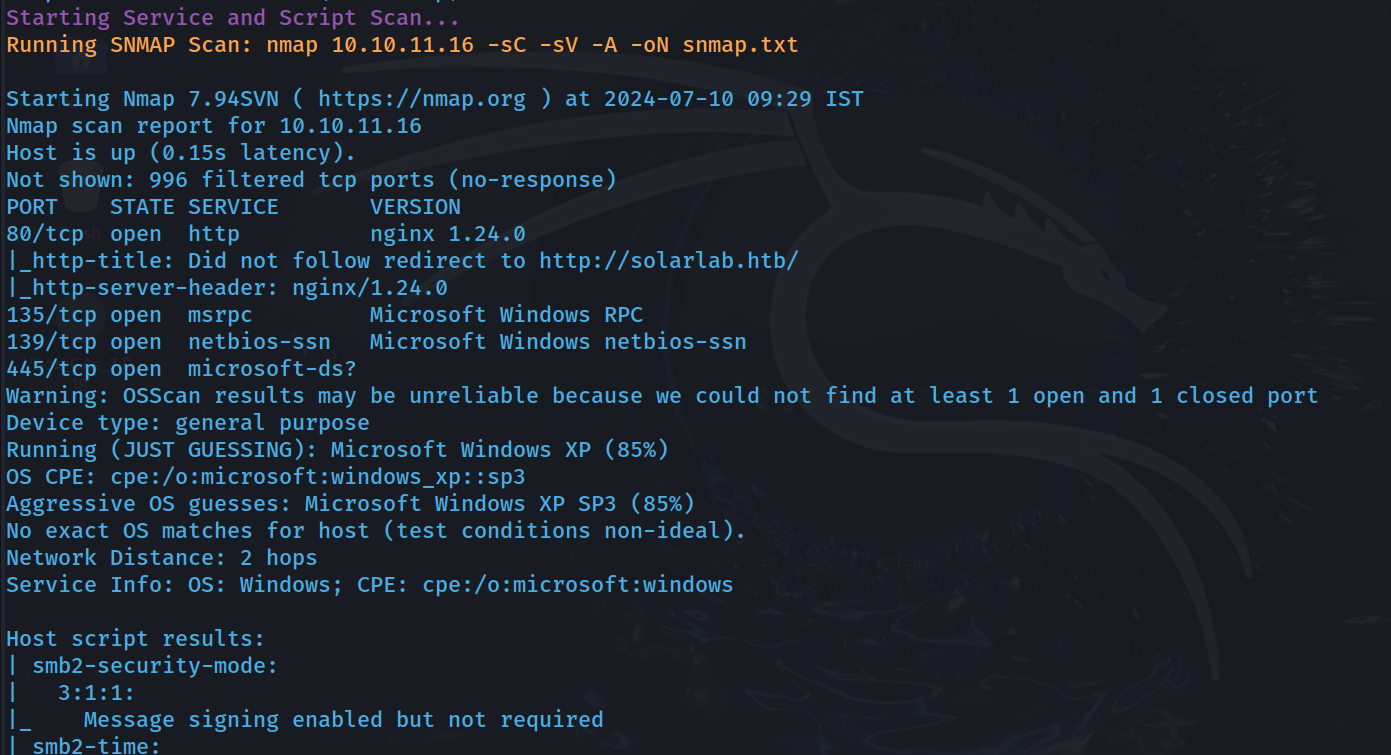 Starting Service and Script Scan...
Running SNMAP Scan: nmap 10.10.11.16 -sC -sV -A -oN snmap.txt
Starting Nmap 7.94SVN ( https://nmap.org ) at 2024-07-10 09:29 IST
Nmap scan report for 10.10.11.16
Host is up (0.15s latency).
Not shown: 996 filtered tcp ports (no-response)
PORT    STATE SERVICE       VERSION
80/tcp  open  http          nginx 1.24.0
|_http-title: Did not follow redirect to http://solarlab.htb/
|_http-server-header: nginx/1.24.0
135/tcp open  msrpc         Microsoft Windows RPC
139/tcp open  netbios-ssn   Microsoft Windows netbios-ssn
445/tcp open  microsoft-ds?
Warning: OSScan results may be unreliable because we could not find at least 1 open and 1 closed port
Device type: general purpose
Running (JUST GUESSING): Microsoft Windows XP (85%)
OS CPE: cpe:/o:microsoft:windows_xp::sp3
Aggressive OS guesses: Microsoft Windows XP SP3 (85%)
No exact OS matches for host (test conditions non-ideal).
Network Distance: 2 hops
Service Info: OS: Windows; CPE: cpe:/o:microsoft:windows
Host script results:
| smb2-security-mode:
|   3:1:1:
|_    Message signing enabled but not required
| smb2-time: